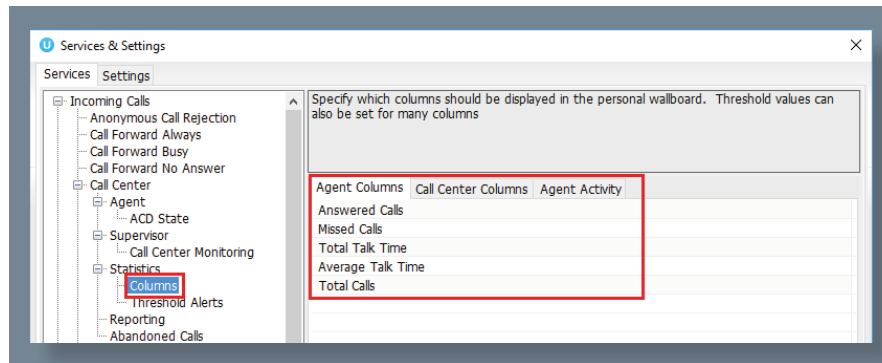 U Services & Settings
Services Settings
Incoming Calls
Anonymous Call Rejection
Call Forward Always
Call Forward Busy
Call Forward No Answer
Call Center
Agent
ACD State
Supervisor
Call Center Monitoring
Statistics
Columns
Threshold Alerts
Reporting
Abandoned Calls
Specify which columns should be displayed in the personal wallboard. Threshold values can
also be set for many columns
Agent Columns Call Center Columns Agent Activity
Answered Calls
Missed Calls
Total Talk Time
Average Talk Time
Total Calls